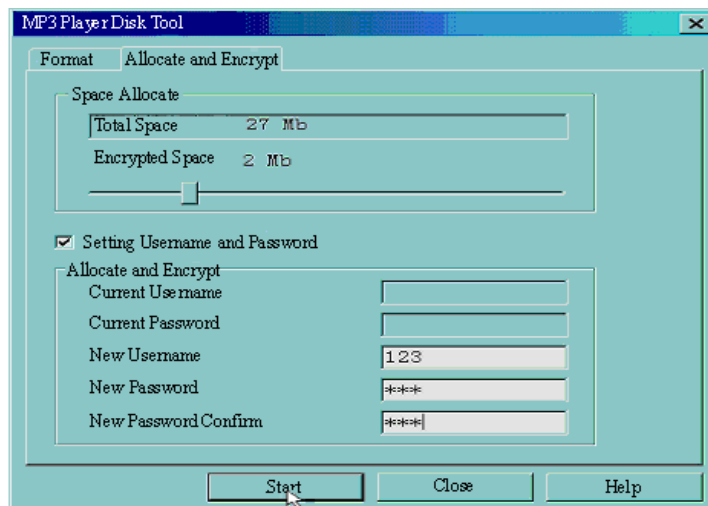 MP3 Player Disk Tool
Format Allocate and Encrypt
Space Allocate
Total Space 27 Mb
Encrypted Space 2 Mb
Setting Username and Password
Allocate and Encrypt
Current Username
Current Password
New Username 123
New Password ***
New Password Confirm ***
Start Close Help